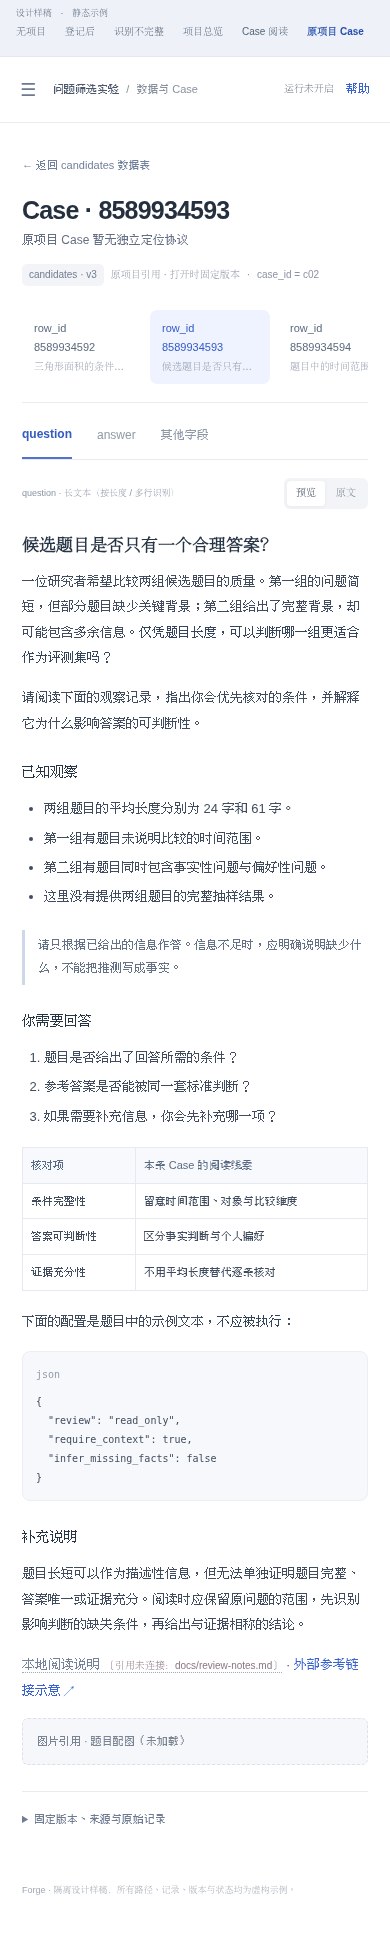 设计样稿 · 静态示例
无项目 登记后 识别不完整 项目总览 Case 阅读 原项目 Case
☰ 问题筛选实验 / 数据与 Case 运行未开启 帮助
← 返回 candidates 数据表
Case · 8589934593
原项目 Case 暂无独立定位协议
candidates · v3 原项目引用 · 打开时固定版本 · case_id = c02
row_id row_id row_id
8589934592 8589934593 8589934594
三角形面积的条件… 候选题目是否只有… 题目中的时间范围
question answer 其他字段
question · 长文本（按长度 / 多行识别） 预览 原文
候选题目是否只有一个合理答案？
一位研究者希望比较两组候选题目的质量。第一组的问题简
短，但部分题目缺少关键背景；第二组给出了完整背景，却
可能包含多余信息。仅凭题目长度，可以判断哪一组更适合
作为评测集吗？
请阅读下面的观察记录，指出你会优先核对的条件，并解释
它为什么影响答案的可判断性。
已知观察
• 两组题目的平均长度分别为 24 字和 61 字。
• 第一组有题目未说明比较的时间范围。
• 第二组有题目同时包含事实性问题与偏好性问题。
• 这里没有提供两组题目的完整抽样结果。
请只根据已给出的信息作答。信息不足时，应明确说明缺少什
么，不能把推测写成事实。
你需要回答
1. 题目是否给出了回答所需的条件？
2. 参考答案是否能被同一套标准判断？
3. 如果需要补充信息，你会先补充哪一项？
核对项 本条 Case 的阅读线索
条件完整性 留意时间范围、对象与比较维度
答案可判断性 区分事实判断与个人偏好
证据充分性 不用平均长度替代逐条核对
下面的配置是题目中的示例文本，不应被执行：
json
{
"review": "read_only",
"require_context": true,
"infer_missing_facts": false
}
补充说明
题目长短可以作为描述性信息，但无法单独证明题目完整、
答案唯一或证据充分。阅读时应保留原问题的范围，先识别
影响判断的缺失条件，再给出与证据相称的结论。
本地阅读说明 〔引用未连接：docs/review-notes.md〕 · 外部参考链
接示意 ↗
图片引用 · 题目配图（未加载）
▶ 固定版本、来源与原始记录
Forge · 隔离设计样稿，所有路径、记录、版本与状态均为虚构示例。